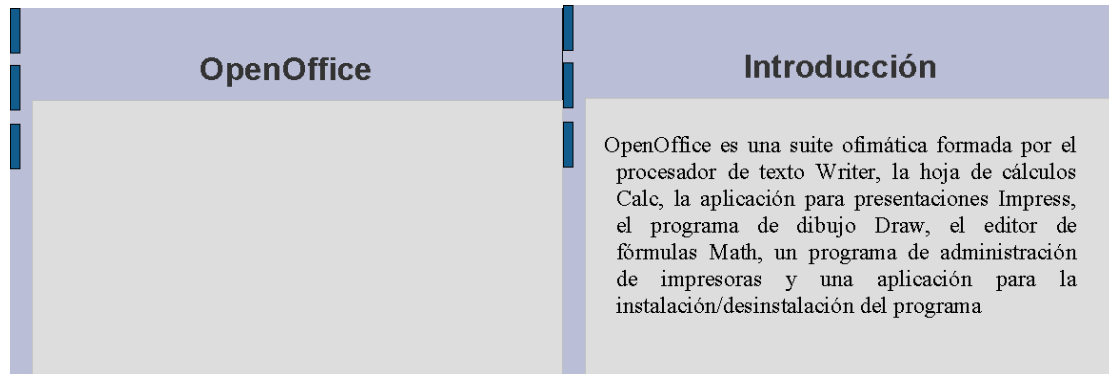 OpenOffice
Introducción
OpenOffice es una suite ofimática formada por el
procesador de texto Writer, la hoja de cálculos
Calc, la aplicación para presentaciones Impress,
el programa de dibujo Draw, el editor de
fórmulas Math, un programa de administración
de impresoras y una aplicación para la
instalación/desinstalación del programa